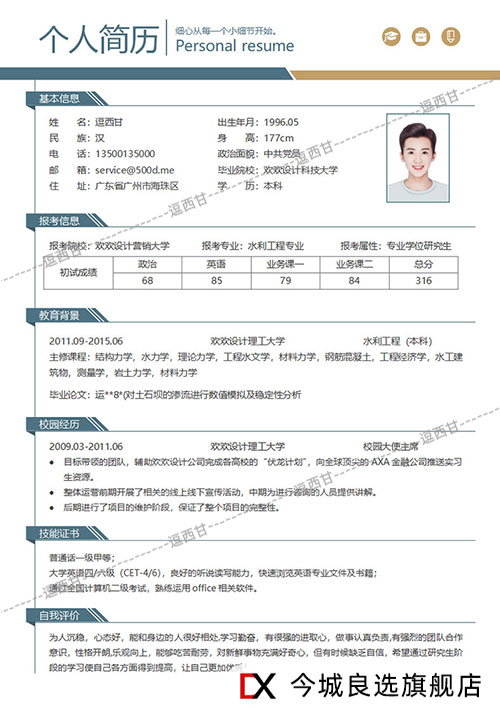 个人简历
细心从每一个小细节开始。
Personal resume
基本信息
姓 名：逗西甘 出生年月：1996.05
民 族：汉 身 高：177cm
电 话：13500135000 政治面貌：中共党员
邮 箱：service@500d.me 毕业院校：欢欢设计科技大学
住 址：广东省广州市海珠区 学 历：本科
报考信息
报考院校：欢欢设计营销大学 报考专业：水利工程专业 报考属性：专业学位研究生
初试成绩 政治 英语 业务课一 业务课二 总分
68 85 79 84 316
教育背景
2011.09-2015.06 欢欢设计理工大学 水利工程（本科）
主修课程：结构力学，水力学，理论力学，工程水文学，材料力学，钢筋混凝土，工程经济学，水工建
筑物，测量学，岩土力学，材料力学
毕业论文：运**8*)对土石坝的渗流进行数值模拟及稳定性分析
校园经历
2009.03-2011.06 欢欢设计理工大学 校园大使主席
● 目标带领的团队，辅助欢欢设计公司完成各高校的“伏龙计划”，向全球顶尖的AXA金融公司推送实习
生资源。
● 整体运营前期开展了相关的线上线下宣传活动，中期为进行咨询的人员提供讲解。
● 后期进行了项目的维护阶段，保证了整个项目的完整性。
技能证书
普通话一级甲等；
大学英语四/六级（CET-4/6），良好的听说读写能力，快速浏览英语专业文件及书籍；
通过全国计算机二级考试，熟练运用office相关软件。
自我评价
为人沉稳，心态好，能和身边的人很好相处,学习勤奋，有很强的进取心，做事认真负责,有强烈的团队合作
意识，性格开朗,乐观向上，能够吃苦耐劳，对新鲜事物充满好奇心，但有时候缺乏自信，希望通过研究生阶
段的学习使自己各方面得到提高，让自己更加优
DX 今城良选旗舰店
逗西甘
逗西甘
逗西甘
逗西甘
逗西甘
逗西甘